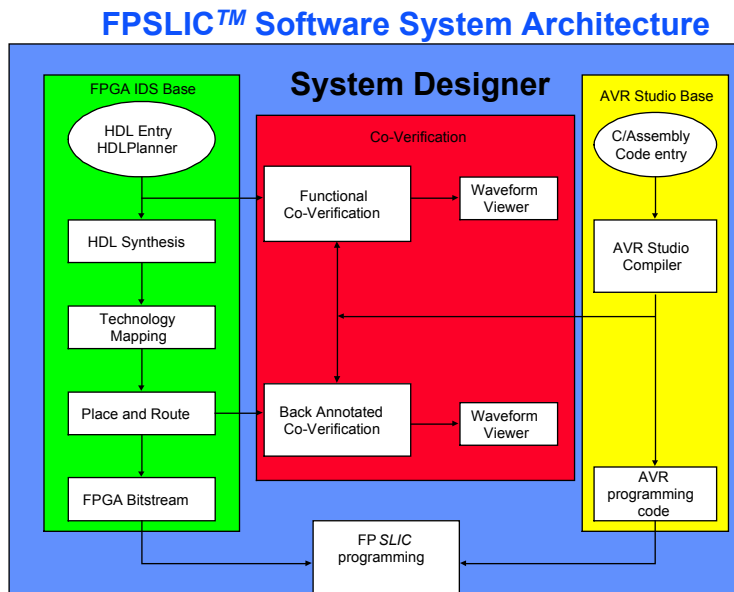 FPSLIC™ Software System Architecture
System Designer
FPGA IDS Base
HDL Entry
HDLPlanner
HDL Synthesis
Technology
Mapping
Place and Route
FPGA Bitstream
Co-Verification
Functional
Co-Verification
Waveform
Viewer
Back Annotated
Co-Verification
Waveform
Viewer
AVR Studio Base
C/Assembly
Code entry
AVR Studio
Compiler
AVR
programming
code
FP SLIC
programming